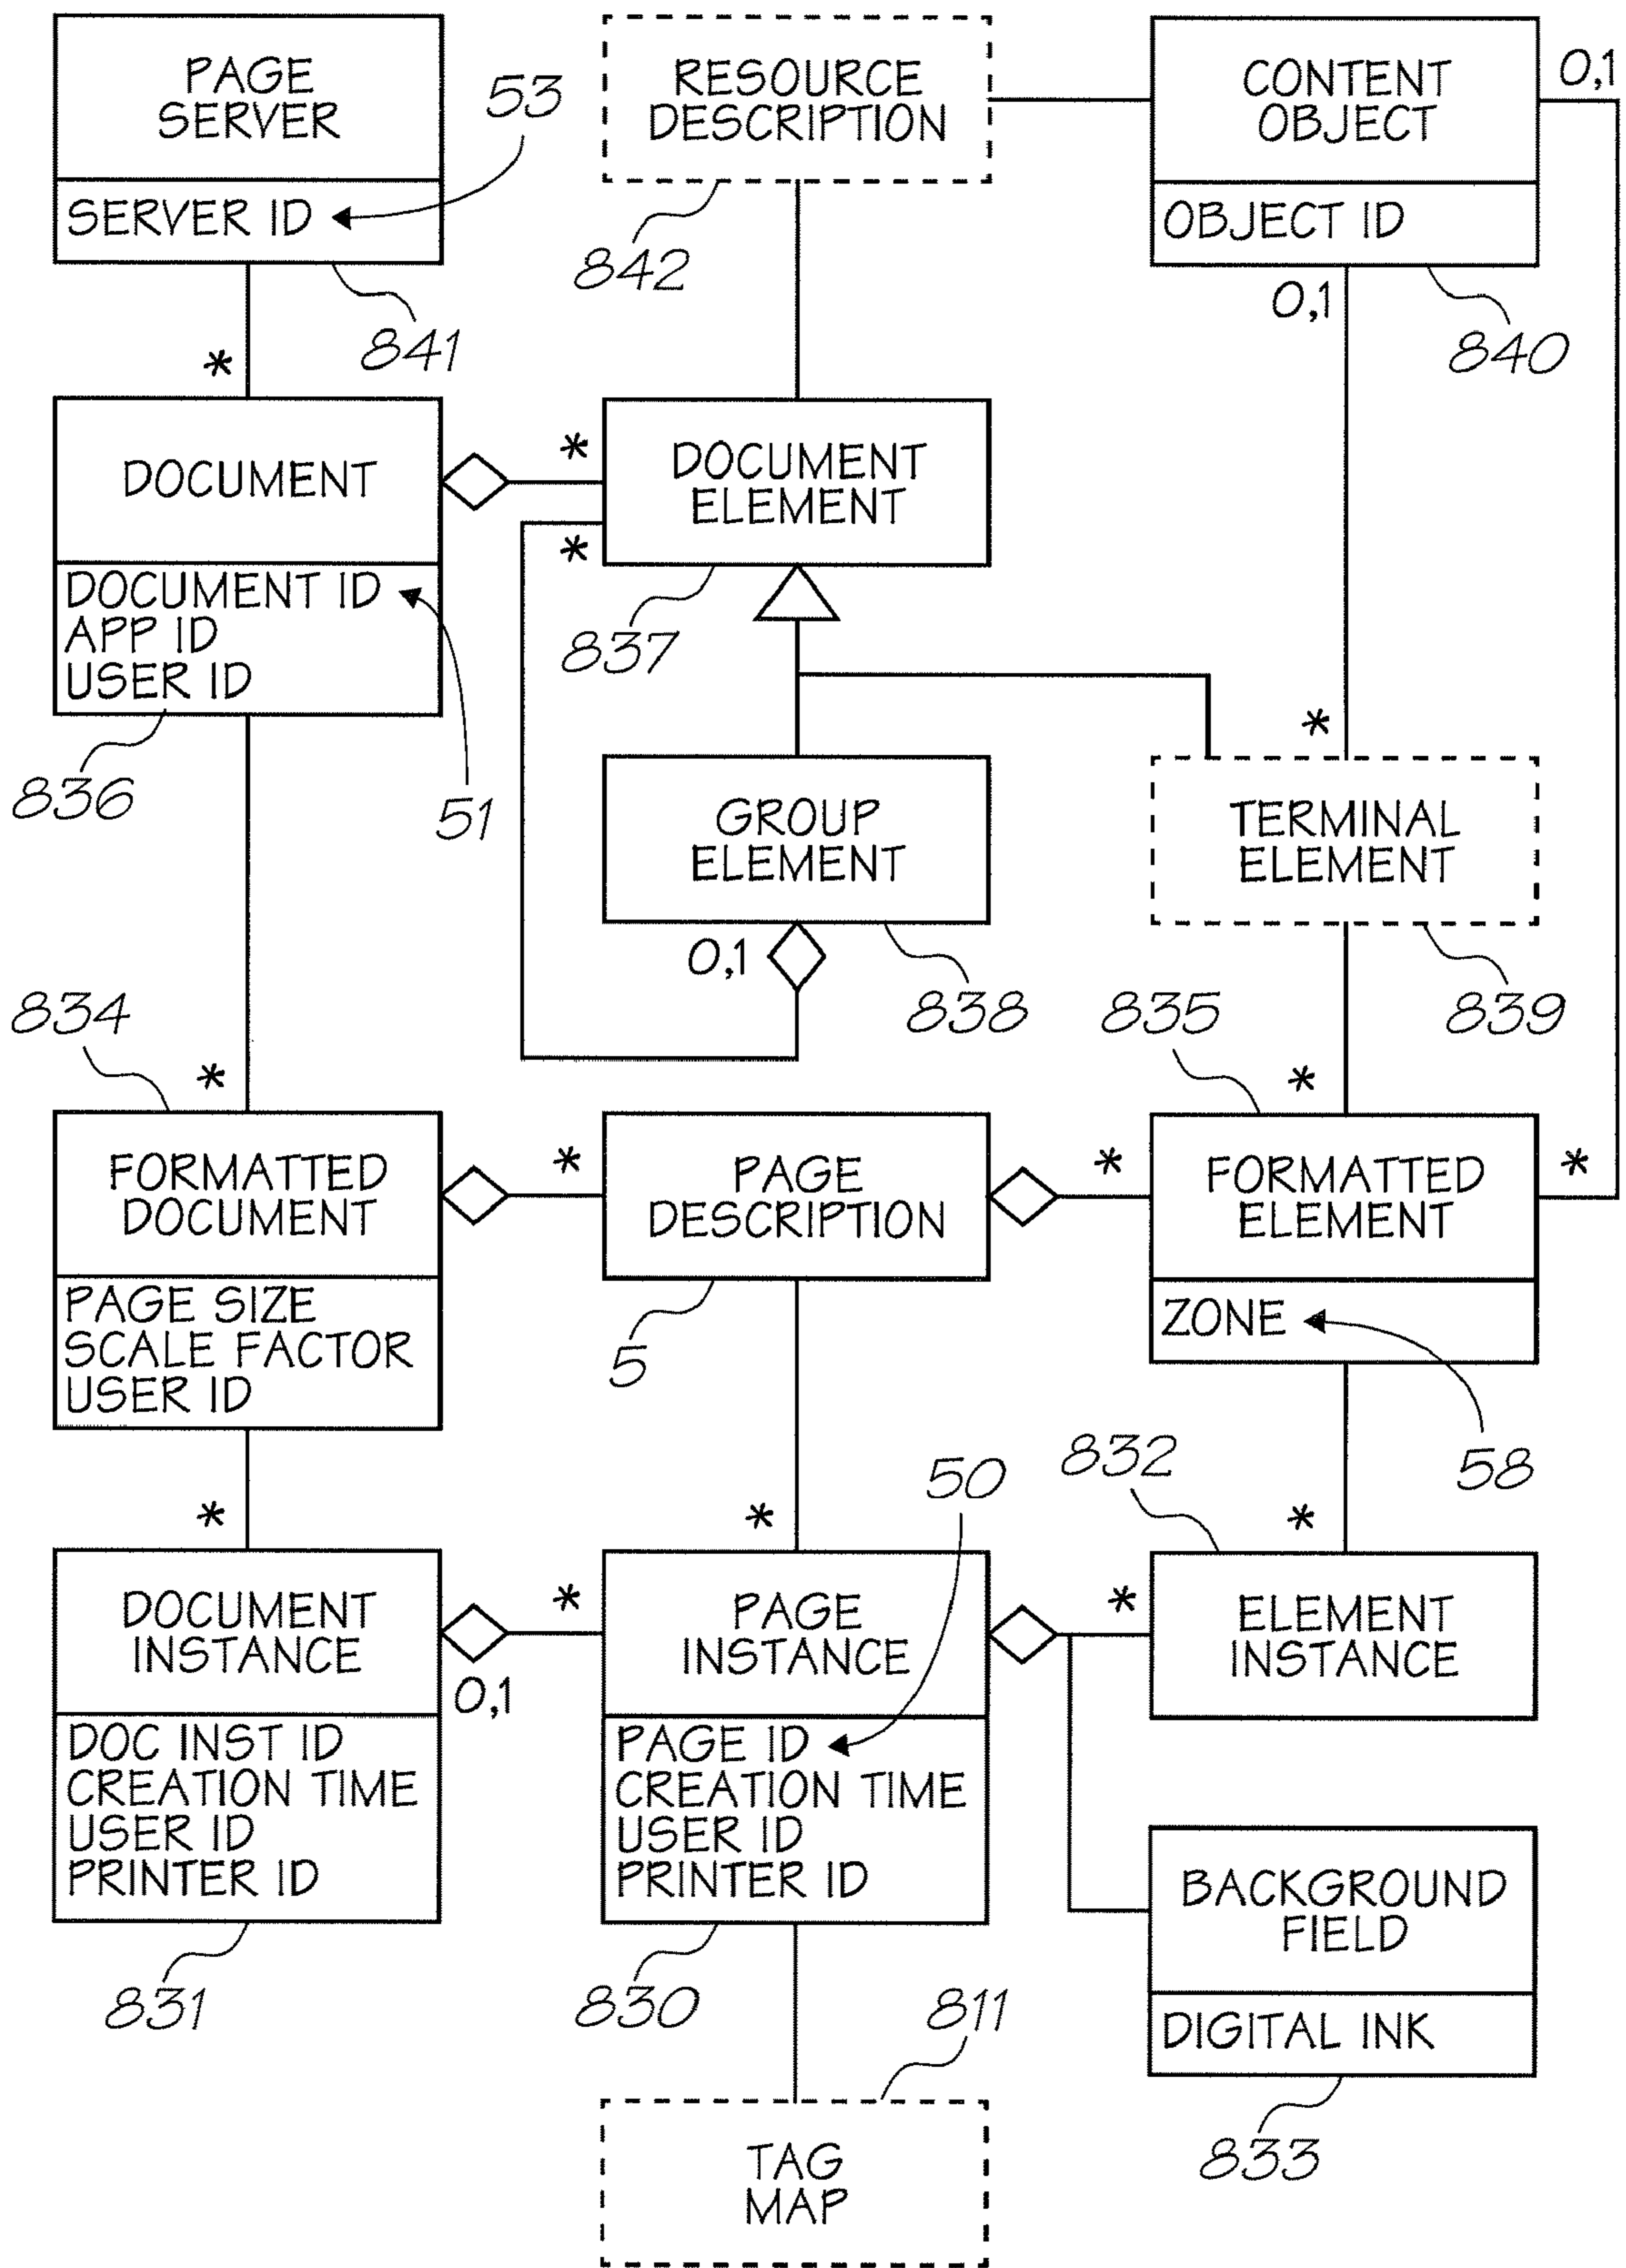 PAGE
SERVER
SERVER ID
53
841
RESOURCE
DESCRIPTION
842
CONTENT
OBJECT
OBJECT ID
0,1
0,1
840
*
DOCUMENT
DOCUMENT ID
APP ID
USER ID
836
51
*
*
DOCUMENT
ELEMENT
837
GROUP
ELEMENT
0,1
838
*
TERMINAL
ELEMENT
839
834
*
FORMATTED
DOCUMENT
PAGE SIZE
SCALE FACTOR
USER ID
*
PAGE
DESCRIPTION
5
835
*
*
FORMATTED
ELEMENT
*
ZONE
58
*
DOCUMENT
INSTANCE
0,1
DOC INST ID
CREATION TIME
USER ID
PRINTER ID
831
*
*
50
PAGE
INSTANCE
PAGE ID
CREATION TIME
USER ID
PRINTER ID
830
832
*
*
ELEMENT
INSTANCE
BACKGROUND
FIELD
DIGITAL INK
833
811
TAG
MAP